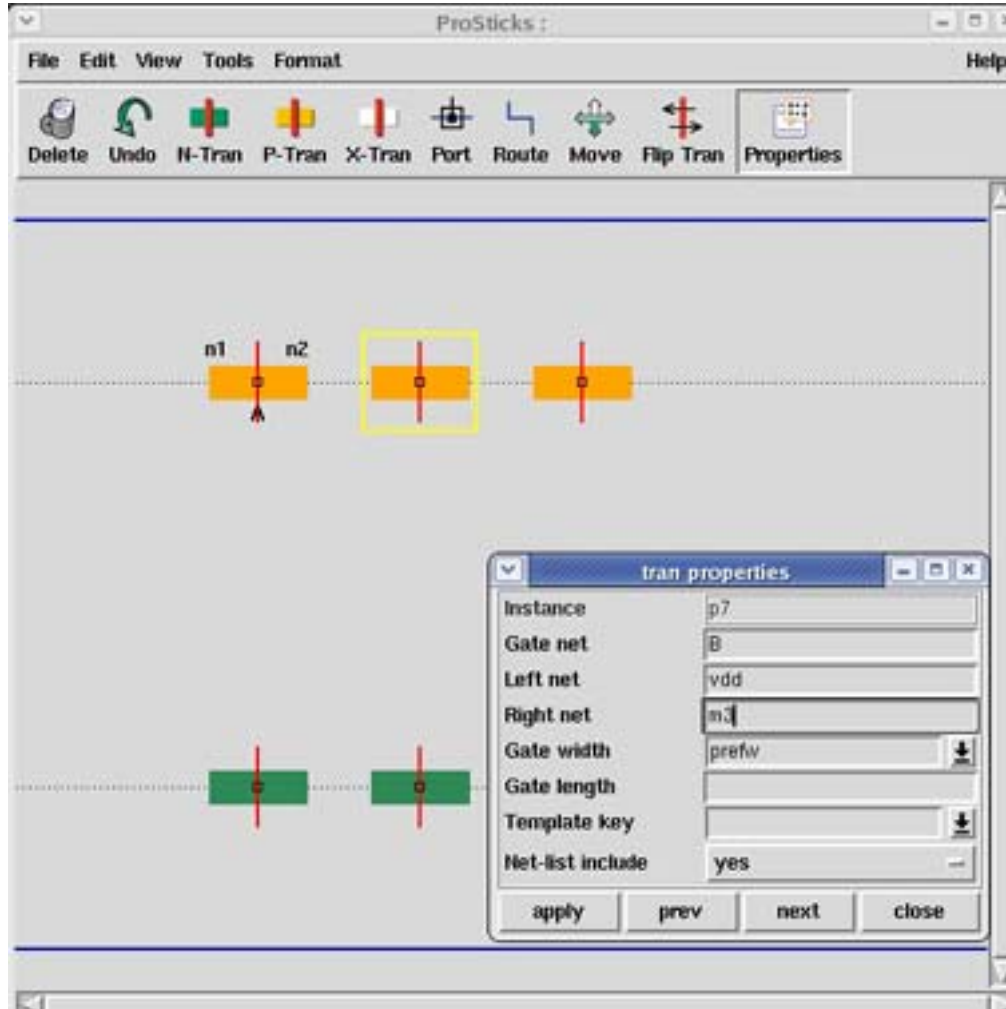 ProSticks :
File Edit View Tools Format Help
Delete Undo N-Tran P-Tran X-Tran Port Route Move Flip Tran Properties
n1 n2
A
tran properties
Instance p7
Gate net B
Left net vdd
Right net m3
Gate width prefw
Gate length
Template key
Net-list include yes
apply prev next close